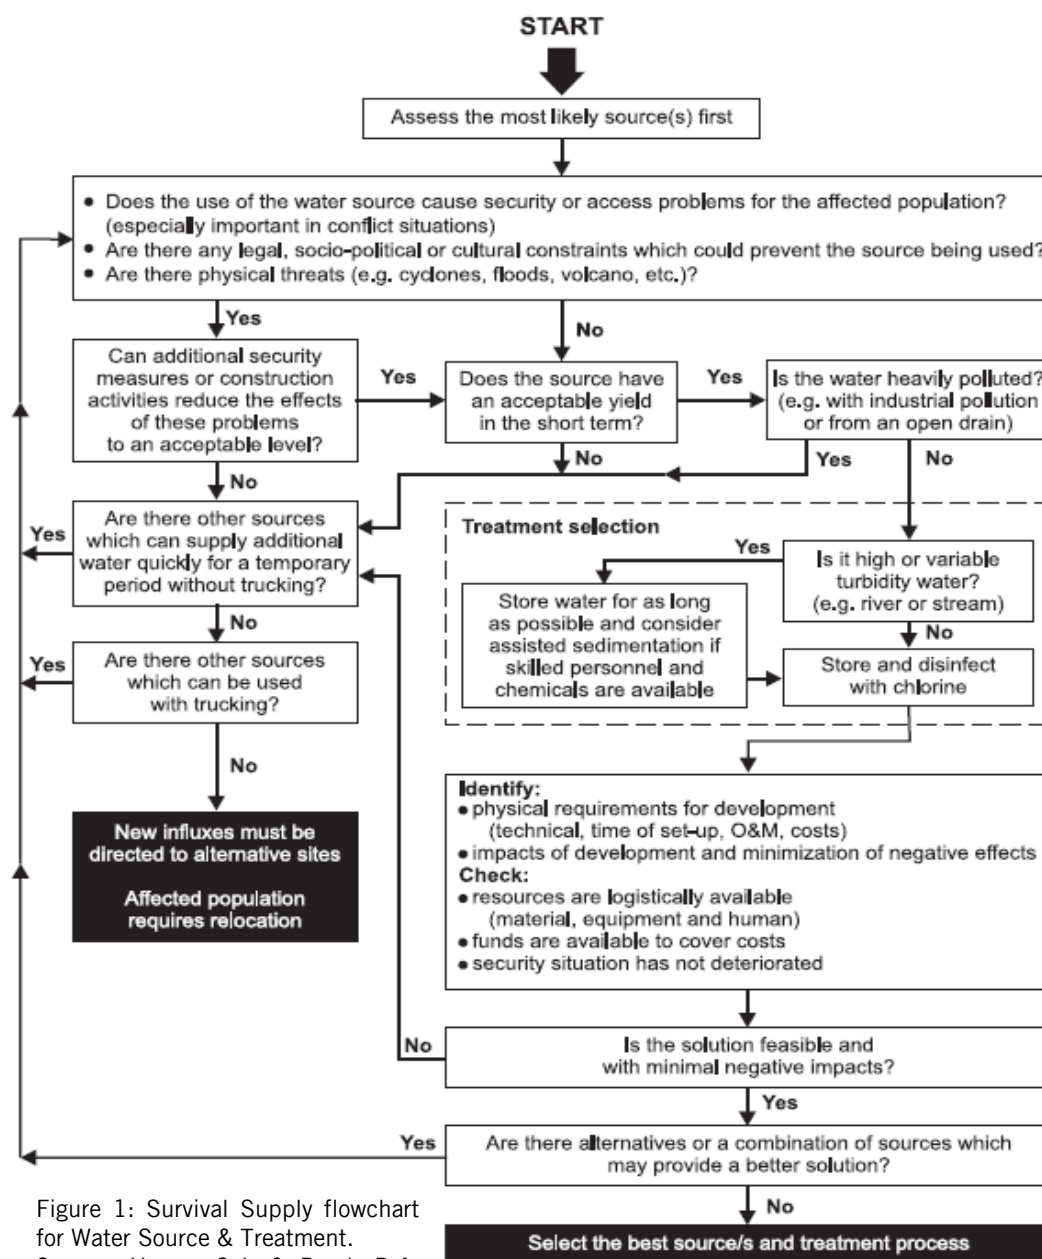 START
Assess the most likely source(s) first
• Does the use of the water source cause security or access problems for the affected population?
(especially important in conflict situations)
• Are there any legal, socio-political or cultural constraints which could prevent the source being used?
• Are there physical threats (e.g. cyclones, floods, volcano, etc.)?
Yes
No
Can additional security
measures or construction
activities reduce the effects
of these problems
to an acceptable level?
Yes
Does the source have
an acceptable yield
in the short term?
Yes
Is the water heavily polluted?
(e.g. with industrial pollution
or from an open drain)
No
No
Yes
No
Are there other sources
which can supply additional
water quickly for a temporary
period without trucking?
Yes
Treatment selection
Yes
Is it high or variable
turbidity water?
(e.g. river or stream)
Store water for as long
as possible and consider
assisted sedimentation if
skilled personnel and
chemicals are available
No
Store and disinfect
with chlorine
No
Yes
Are there other sources
which can be used
with trucking?
No
New influxes must be
directed to alternative sites
Affected population
requires relocation
Identify:
• physical requirements for development
(technical, time of set-up, O&M, costs)
• impacts of development and minimization of negative effects
Check:
• resources are logistically available
(material, equipment and human)
• funds are available to cover costs
• security situation has not deteriorated
No
Is the solution feasible and
with minimal negative impacts?
Yes
Yes
Are there alternatives or a combination of sources which
may provide a better solution?
No
Select the best source/s and treatment process
Figure 1: Survival Supply flowchart
for Water Source & Treatment.